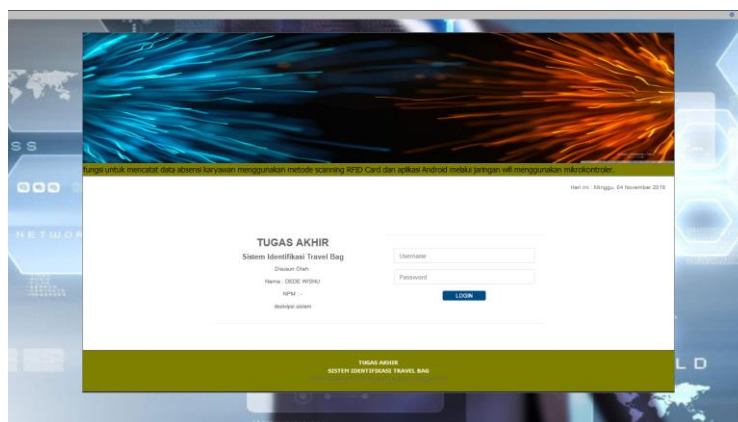 fungsi untuk mencatat data absensi karyawan menggunakan metode scanning RFID Card dan aplikasi Android melalui jaringan wifi menggunakan mikrokontroler.
Hari ini : Minggu, 04 November 2018
TUGAS AKHIR
Sistem Identifikasi Travel Bag
Disusun Oleh
Nama : DEDE WISNU
NPM : -
deskripsi sistem
Username
Password
LOGIN
TUGAS AKHIR
SISTEM IDENTIFIKASI TRAVEL BAG